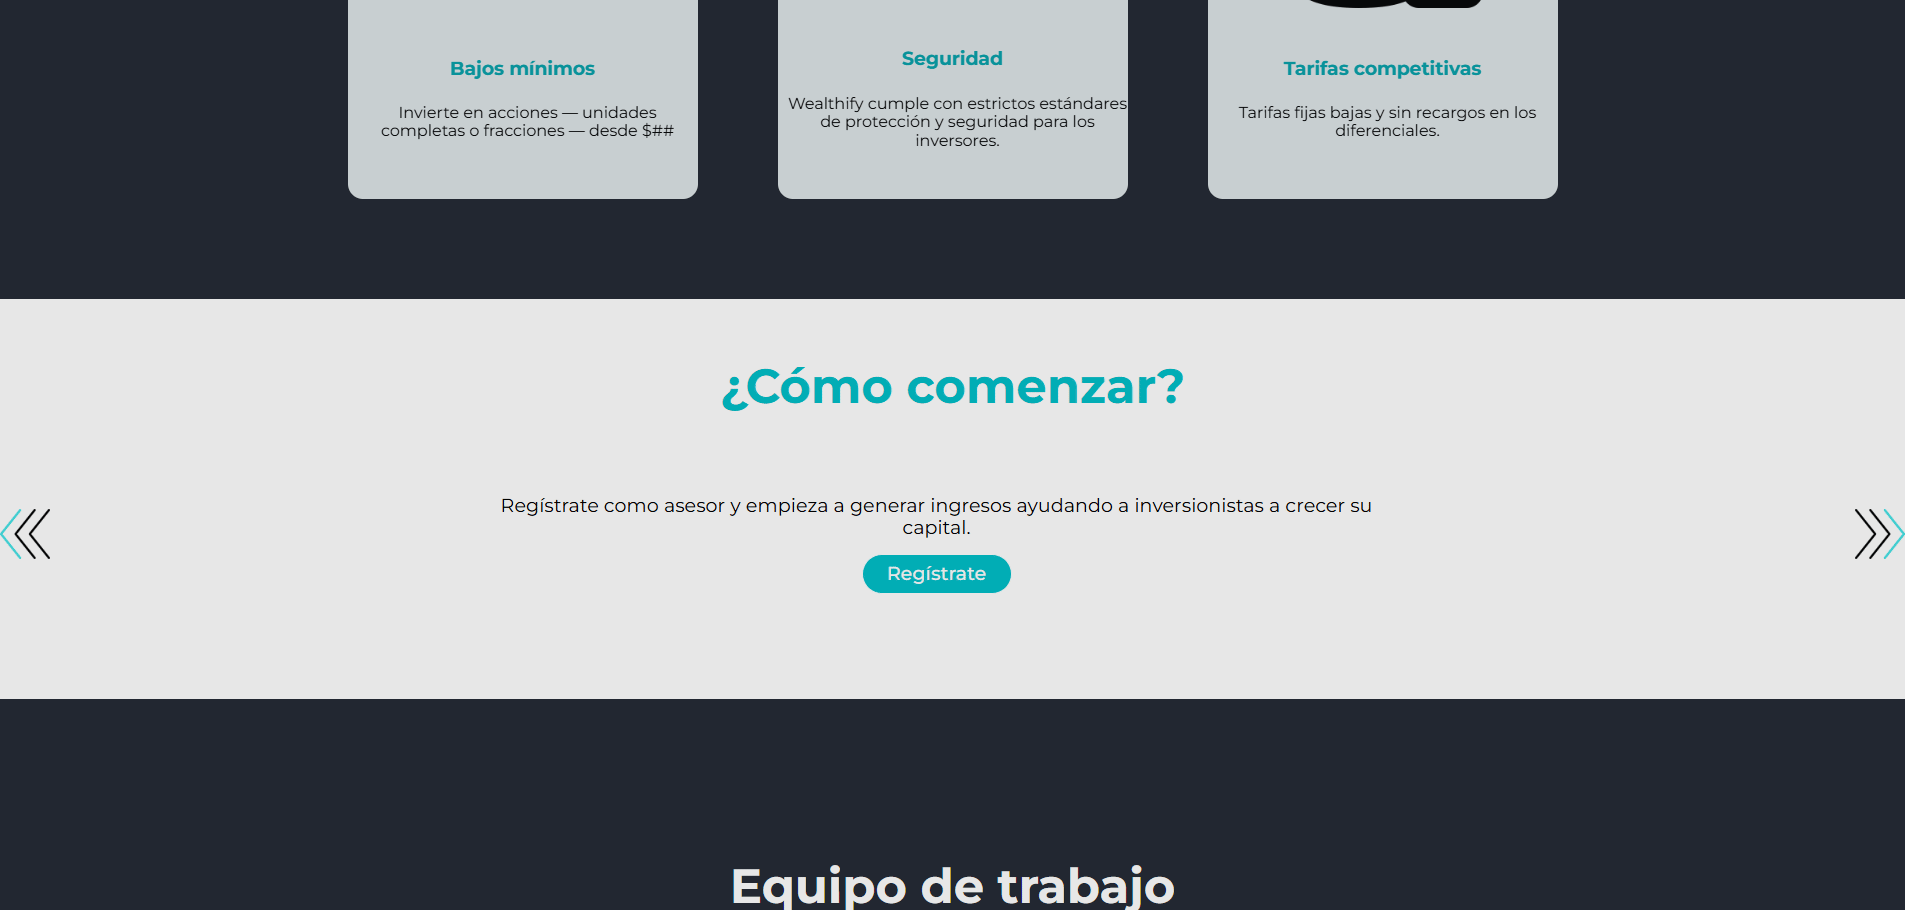 Bajos mínimos
Invierte en acciones — unidades
completas o fracciones — desde $##
Seguridad
Wealthify cumple con estrictos estándares
de protección y seguridad para los
inversores.
Tarifas competitivas
Tarifas fijas bajas y sin recargos en los
diferenciales.
¿Cómo comenzar?
Regístrate como asesor y empieza a generar ingresos ayudando a inversionistas a crecer su
capital.
Regístrate
Equipo de trabajo